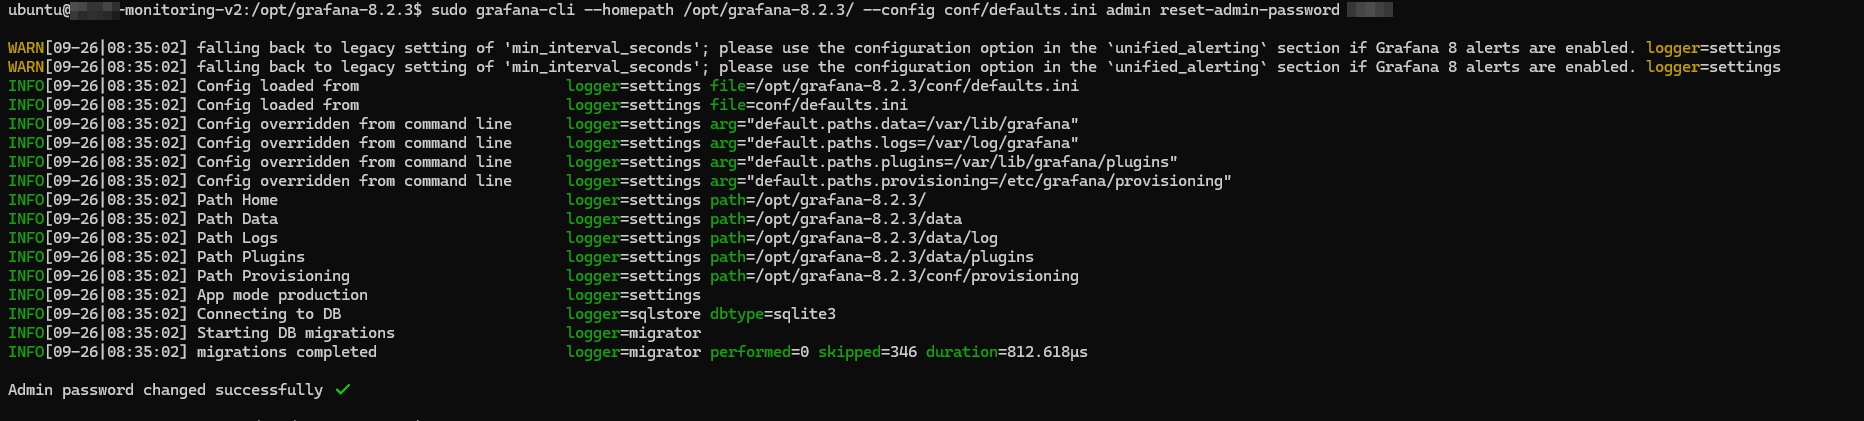 ubuntu@ -monitoring-v2:/opt/grafana-8.2.3$ sudo grafana-cli --homepath /opt/grafana-8.2.3/ --config conf/defaults.ini admin reset-admin-password
WARN[09-26|08:35:02] falling back to legacy setting of 'min_interval_seconds'; please use the configuration option in the `unified_alerting` section if Grafana 8 alerts are enabled. logger=settings
WARN[09-26|08:35:02] falling back to legacy setting of 'min_interval_seconds'; please use the configuration option in the `unified_alerting` section if Grafana 8 alerts are enabled. logger=settings
INFO[09-26|08:35:02] Config loaded from logger=settings file=/opt/grafana-8.2.3/conf/defaults.ini
INFO[09-26|08:35:02] Config loaded from logger=settings file=conf/defaults.ini
INFO[09-26|08:35:02] Config overridden from command line logger=settings arg="default.paths.data=/var/lib/grafana"
INFO[09-26|08:35:02] Config overridden from command line logger=settings arg="default.paths.logs=/var/log/grafana"
INFO[09-26|08:35:02] Config overridden from command line logger=settings arg="default.paths.plugins=/var/lib/grafana/plugins"
INFO[09-26|08:35:02] Config overridden from command line logger=settings arg="default.paths.provisioning=/etc/grafana/provisioning"
INFO[09-26|08:35:02] Path Home logger=settings path=/opt/grafana-8.2.3/
INFO[09-26|08:35:02] Path Data logger=settings path=/opt/grafana-8.2.3/data
INFO[09-26|08:35:02] Path Logs logger=settings path=/opt/grafana-8.2.3/data/log
INFO[09-26|08:35:02] Path Plugins logger=settings path=/opt/grafana-8.2.3/data/plugins
INFO[09-26|08:35:02] Path Provisioning logger=settings path=/opt/grafana-8.2.3/conf/provisioning
INFO[09-26|08:35:02] App mode production logger=settings
INFO[09-26|08:35:02] Connecting to DB logger=sqlstore dbtype=sqlite3
INFO[09-26|08:35:02] Starting DB migrations logger=migrator
INFO[09-26|08:35:02] migrations completed logger=migrator performed=0 skipped=346 duration=812.618µs
Admin password changed successfully ✓